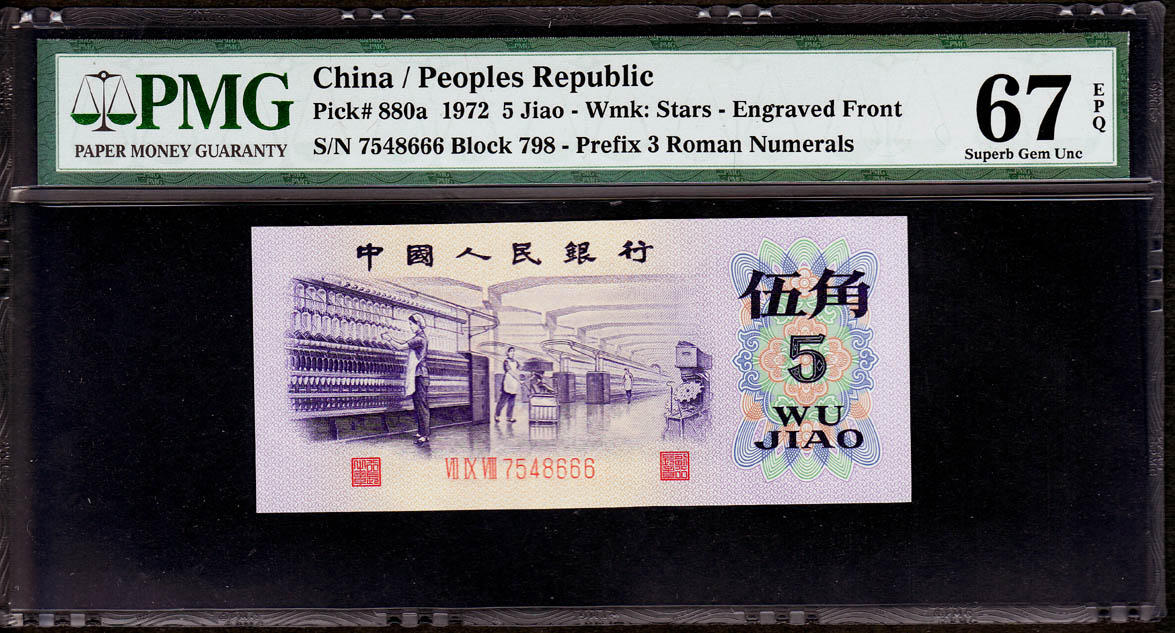 PMG
PAPER MONEY GUARANTY
China / Peoples Republic
Pick# 880a 1972 5 Jiao - Wmk: Stars - Engraved Front
S/N 7548666 Block 798 - Prefix 3 Roman Numerals
67
EPQ
Superb Gem Unc
中國人民銀行
伍角
5
WU
JIAO
VII IX VIII 7548666